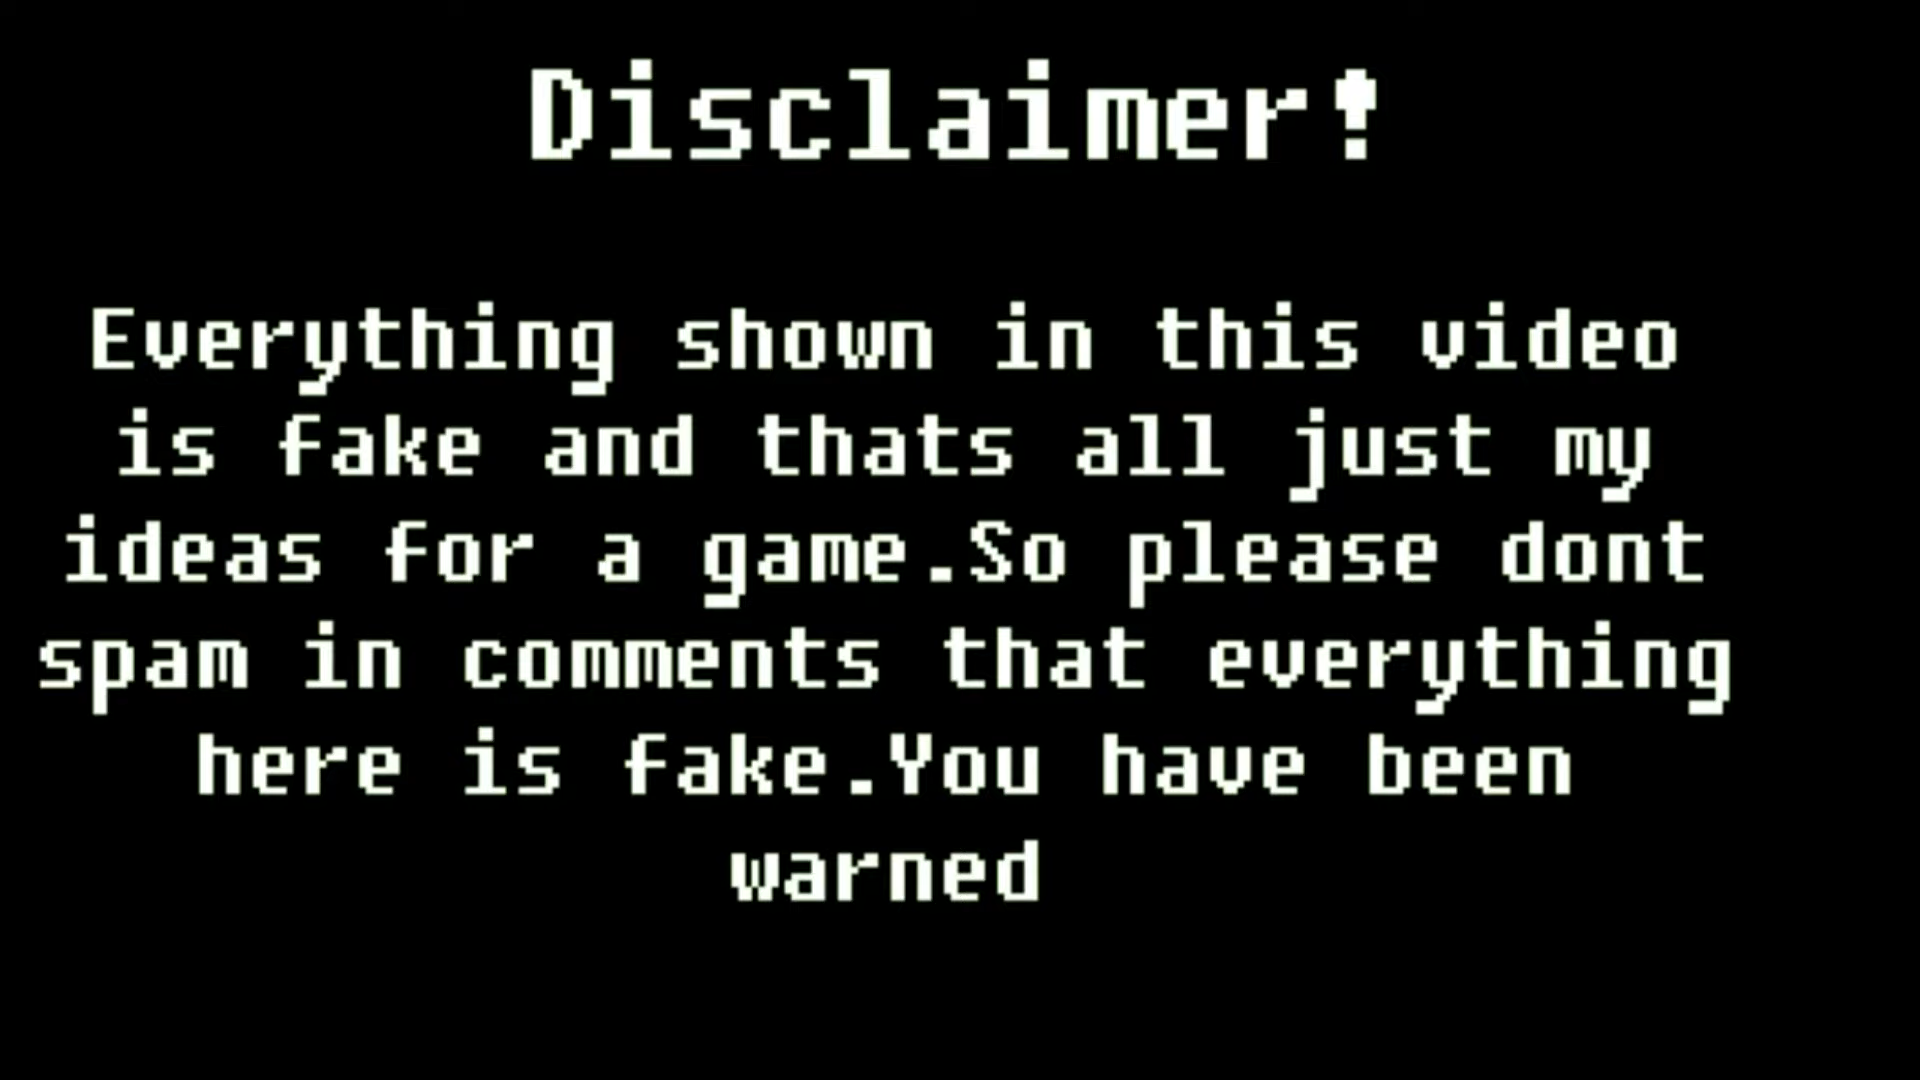 Disclaimer!
Everything shown in this video
is fake and thats all just my
ideas for a game.So please dont
spam in comments that everything
here is fake.You have been
warned